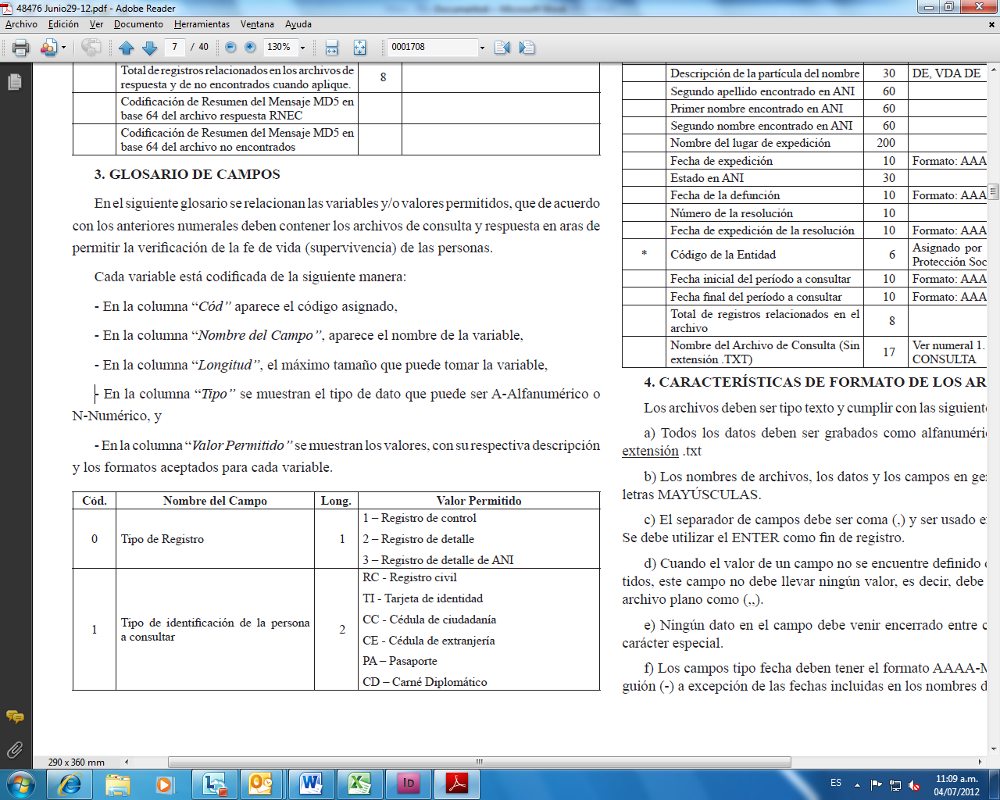 48476 Junio29-12.pdf - Adobe Reader
Archivo Edición Ver Documento Herramientas Ventana Ayuda
7 / 40 130% 0001708
Total de registros relacionados en los archivos de
respuesta y de no encontrados cuando aplique.
8
Codificación de Resumen del Mensaje MD5 en
base 64 del archivo respuesta RNEC
Codificación de Resumen del Mensaje MD5 en
base 64 del archivo no encontrados
3. GLOSARIO DE CAMPOS
En el siguiente glosario se relacionan las variables y/o valores permitidos, que de acuerdo
con los anteriores numerales deben contener los archivos de consulta y respuesta en aras de
permitir la verificación de la fe de vida (supervivencia) de las personas.
Cada variable está codificada de la siguiente manera:
- En la columna “Cód” aparece el código asignado,
- En la columna “Nombre del Campo”, aparece el nombre de la variable,
- En la columna “Longitud”, el máximo tamaño que puede tomar la variable,
- En la columna “Tipo” se muestran el tipo de dato que puede ser A-Alfanumérico o
N-Numérico, y
- En la columna “Valor Permitido” se muestran los valores, con su respectiva descripción
y los formatos aceptados para cada variable.
Cód. Nombre del Campo Long. Valor Permitido
0 Tipo de Registro 1
1 – Registro de control
2 – Registro de detalle
3 – Registro de detalle de ANI
1
Tipo de identificación de la persona
a consultar
2
RC - Registro civil
TI - Tarjeta de identidad
CC - Cédula de ciudadanía
CE - Cédula de extranjería
PA – Pasaporte
CD – Carné Diplomático
Descripción de la partícula del nombre 30 DE, VDA DE
Segundo apellido encontrado en ANI 60
Primer nombre encontrado en ANI 60
Segundo nombre encontrado en ANI 60
Nombre del lugar de expedición 200
Fecha de expedición 10 Formato: AAA
Estado en ANI 30
Fecha de la defunción 10 Formato: AAA
Número de la resolución 10
Fecha de expedición de la resolución 10 Formato: AAA
* Código de la Entidad 6 Asignado por
Protección Soc
Fecha inicial del período a consultar 10 Formato: AAA
Fecha final del período a consultar 10 Formato: AAA
Total de registros relacionados en el
archivo
8
Nombre del Archivo de Consulta (Sin
extensión .TXT)
17
Ver numeral 1.
CONSULTA
4. CARACTERÍSTICAS DE FORMATO DE LOS AR
Los archivos deben ser tipo texto y cumplir con las siguient
a) Todos los datos deben ser grabados como alfanuméri
extensión .txt
b) Los nombres de archivos, los datos y los campos en ge
letras MAYÚSCULAS.
c) El separador de campos debe ser coma (,) y ser usado e
Se debe utilizar el ENTER como fin de registro.
d) Cuando el valor de un campo no se encuentre definido
tidos, este campo no debe llevar ningún valor, es decir, debe
archivo plano como (,,).
e) Ningún dato en el campo debe venir encerrado entre c
carácter especial.
f) Los campos tipo fecha deben tener el formato AAAA-M
guión (-) a excepción de las fechas incluidas en los nombres d
290 x 360 mm
ES
11:09 a.m.
04/07/2012